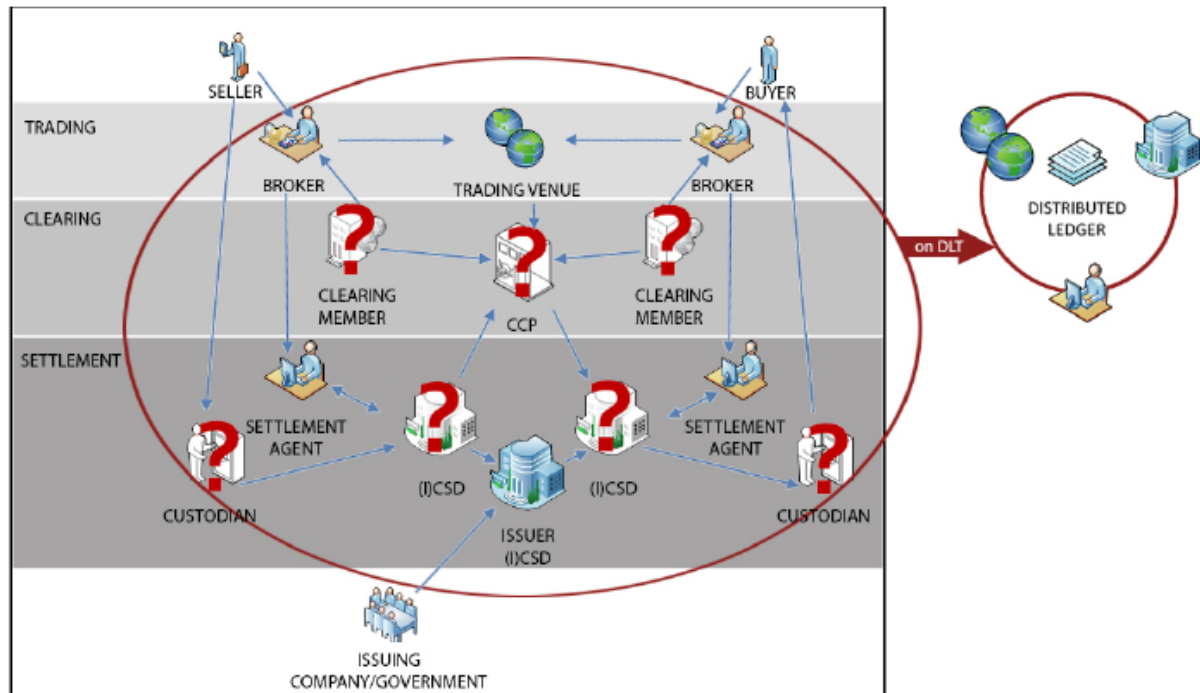 SELLER
BUYER
TRADING
BROKER
TRADING VENUE
BROKER
CLEARING
CLEARING
MEMBER
CCP
CLEARING
MEMBER
SETTLEMENT
SETTLEMENT
AGENT
(I)CSD
(I)CSD
SETTLEMENT
AGENT
CUSTODIAN
ISSUER
(I)CSD
CUSTODIAN
ISSUING
COMPANY/GOVERNMENT
on DLT
DISTRIBUTED
LEDGER
?
?
?
?
?
?
?